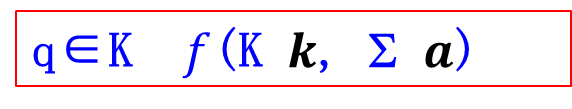 q∈K f(K k, Σ a)